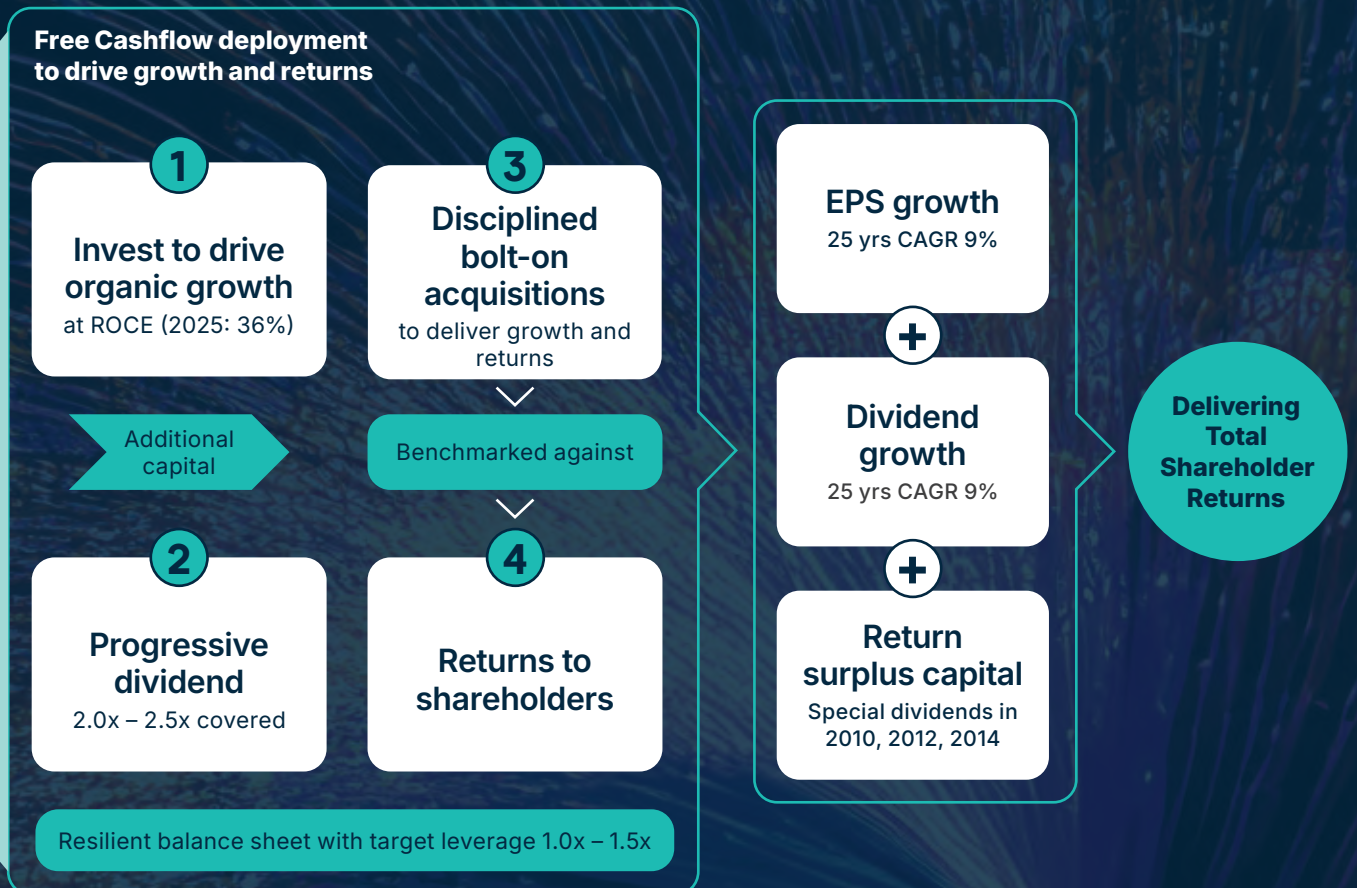 Free Cashflow deployment
to drive growth and returns
1
Invest to drive
organic growth
at ROCE (2025: 36%)
Additional
capital
2
Progressive
dividend
2.0x – 2.5x covered
3
Disciplined
bolt-on
acquisitions
to deliver growth and
returns
Benchmarked against
4
Returns to
shareholders
Resilient balance sheet with target leverage 1.0x – 1.5x
EPS growth
25 yrs CAGR 9%
+
Dividend
growth
25 yrs CAGR 9%
+
Return
surplus capital
Special dividends in
2010, 2012, 2014
Delivering
Total
Shareholder
Returns